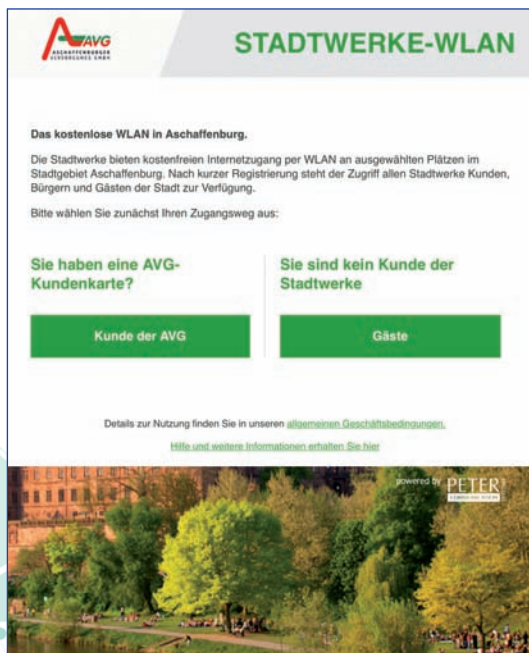 AVG
ASCHAFFENBURGER
VERSORGUNGS GMBH
STADTWERKE-WLAN
Das kostenlose WLAN in Aschaffenburg.
Die Stadtwerke bieten kostenfreien Internetzugang per WLAN an ausgewählten Plätzen im
Stadtgebiet Aschaffenburg. Nach kurzer Registrierung steht der Zugriff allen Stadtwerke Kunden,
Bürgern und Gästen der Stadt zur Verfügung.
Bitte wählen Sie zunächst Ihren Zugangsweg aus:
Sie haben eine AVG-
Kundenkarte?
Kunde der AVG
Sie sind kein Kunde der
Stadtwerke
Gäste
Details zur Nutzung finden Sie in unseren allgemeinen Geschäftsbedingungen.
Hilfe und weitere Informationen erhalten Sie hier
powered by PETER